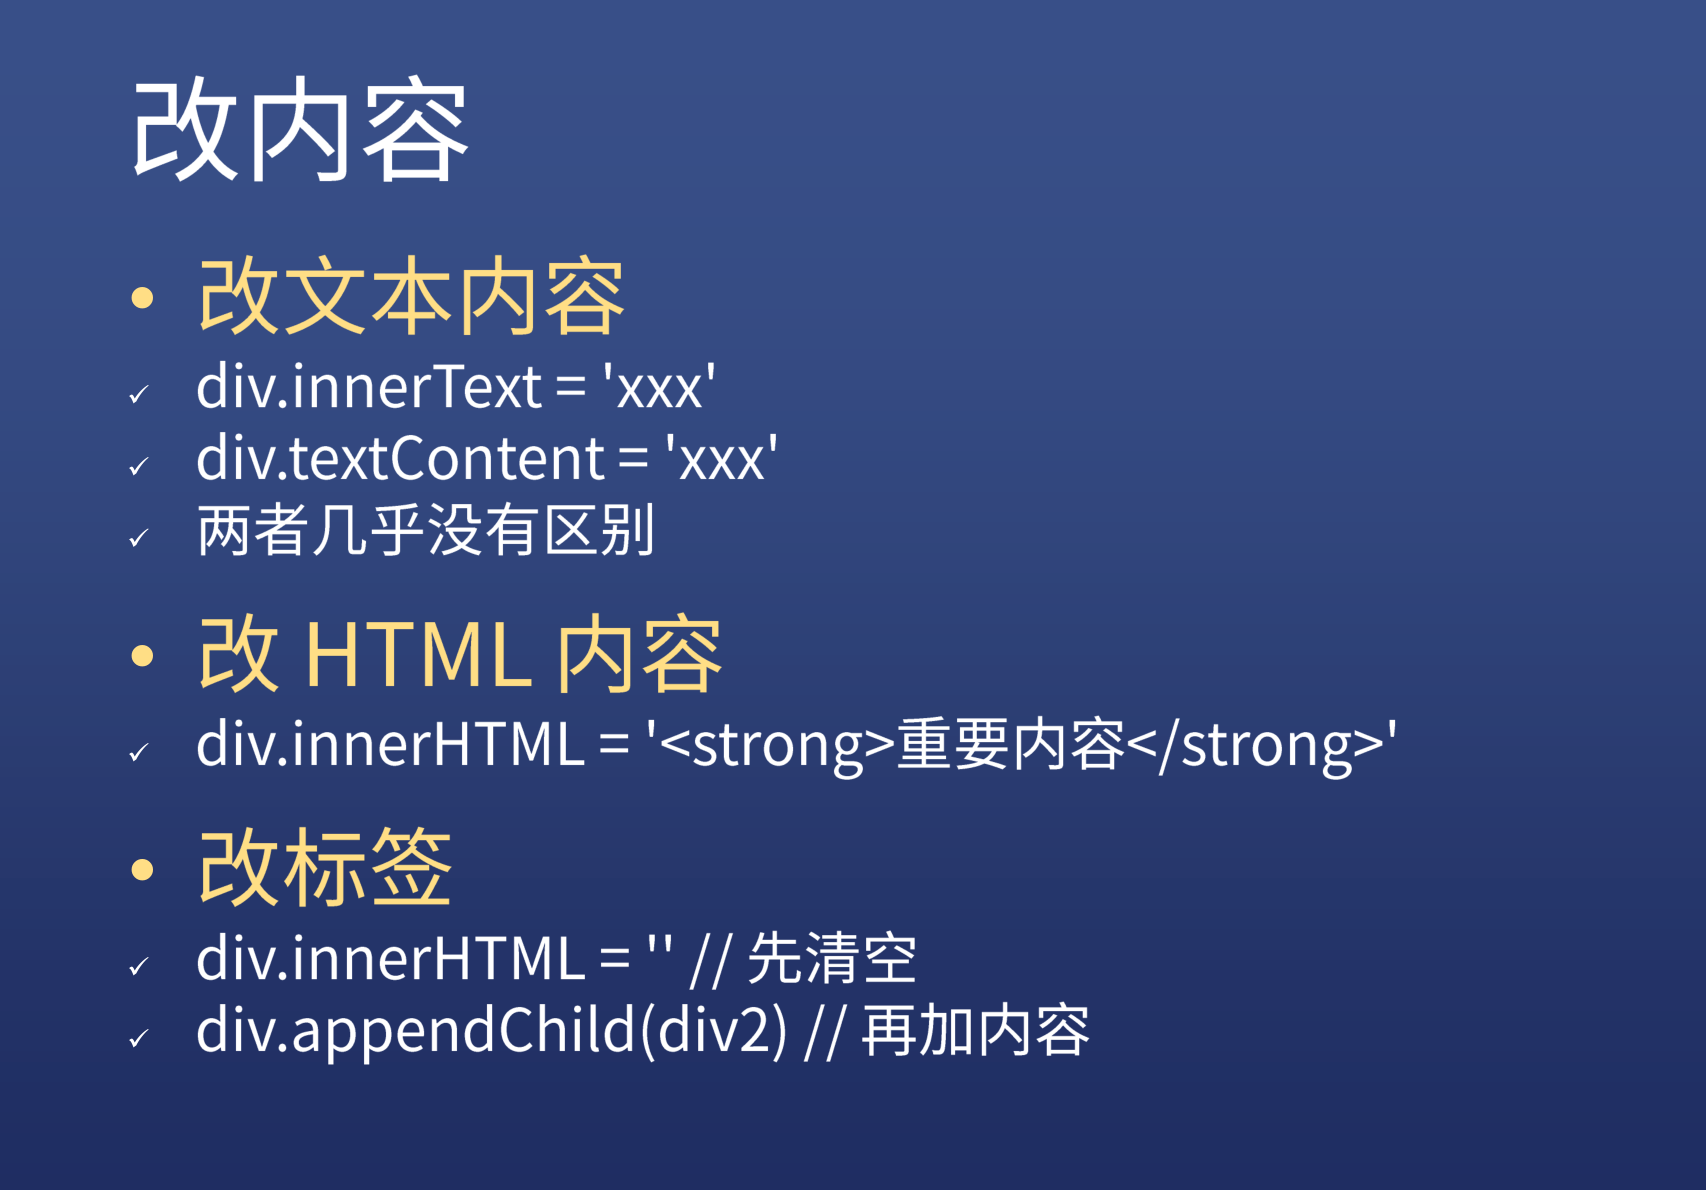 改内容
• 改文本内容
✓ div.innerText = 'xxx'
✓ div.textContent = 'xxx'
✓ 两者几乎没有区别
• 改 HTML 内容
✓ div.innerHTML = '<strong>重要内容</strong>'
• 改标签
✓ div.innerHTML = '' // 先清空
✓ div.appendChild(div2) // 再加内容